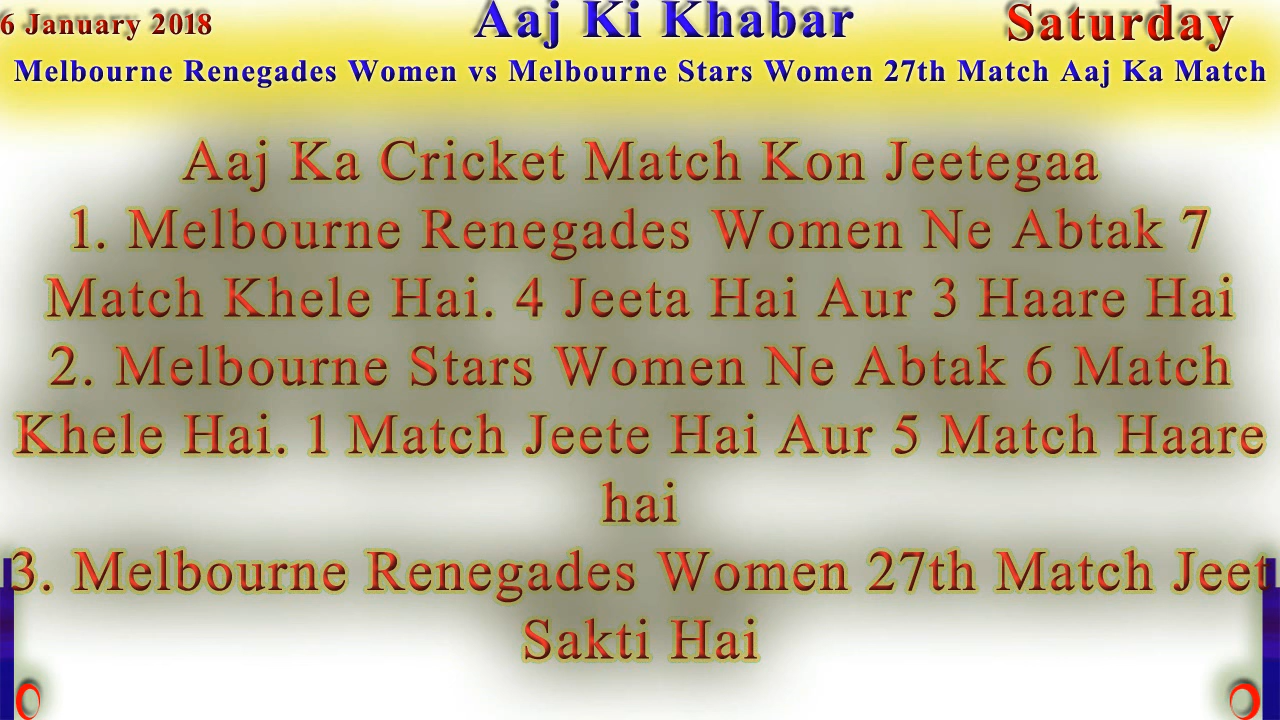 6 January 2018
Aaj Ki Khabar
Saturday
Melbourne Renegades Women vs Melbourne Stars Women 27th Match Aaj Ka Match
Aaj Ka Cricket Match Kon Jeetegaa
1. Melbourne Renegades Women Ne Abtak 7
Match Khele Hai. 4 Jeeta Hai Aur 3 Haare Hai
2. Melbourne Stars Women Ne Abtak 6 Match
Khele Hai. 1 Match Jeete Hai Aur 5 Match Haare
hai
3. Melbourne Renegades Women 27th Match Jeet
Sakti Hai